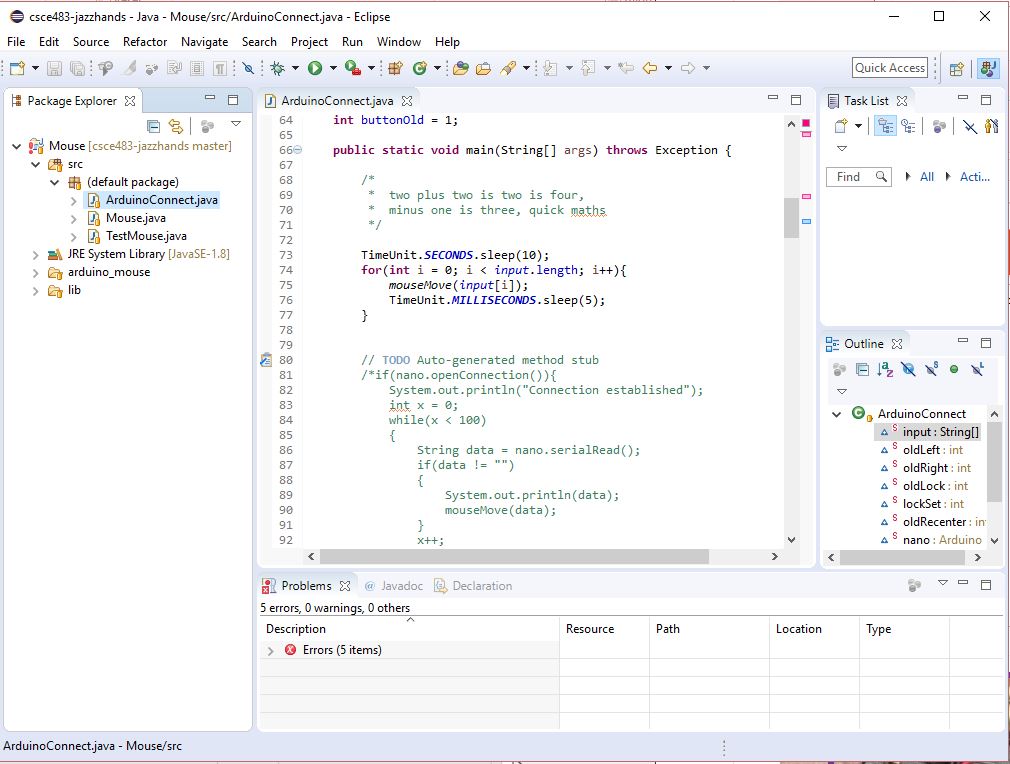 csce483-jazzhands - Java - Mouse/src/ArduinoConnect.java - Eclipse
File Edit Source Refactor Navigate Search Project Run Window Help
Quick Access
Package Explorer
Mouse [csce483-jazzhands master]
src
(default package)
ArduinoConnect.java
Mouse.java
TestMouse.java
JRE System Library [JavaSE-1.8]
arduino_mouse
lib
ArduinoConnect.java
64 int buttonOld = 1;
65
66 public static void main(String[] args) throws Exception {
67
68 /*
69 * two plus two is two is four,
70 * minus one is three, quick maths
71 */
72
73 TimeUnit.SECONDS.sleep(10);
74 for(int i = 0; i < input.length; i++){
75 mouseMove(input[i]);
76 TimeUnit.MILLISECONDS.sleep(5);
77 }
78
79
80 // TODO Auto-generated method stub
81 /*if(nano.openConnection()){
82 System.out.println("Connection established");
83 int x = 0;
84 while(x < 100)
85 {
86 String data = nano.serialRead();
87 if(data != "")
88 {
89 System.out.println(data);
90 mouseMove(data);
91 }
92 x++;
Task List
Find All Acti...
Outline
ArduinoConnect
input : String[]
oldLeft : int
oldRight : int
oldLock : int
lockSet : int
oldRecenter : in
nano : Arduino
Problems @ Javadoc Declaration
5 errors, 0 warnings, 0 others
Description Resource Path Location Type
Errors (5 items)
ArduinoConnect.java - Mouse/src